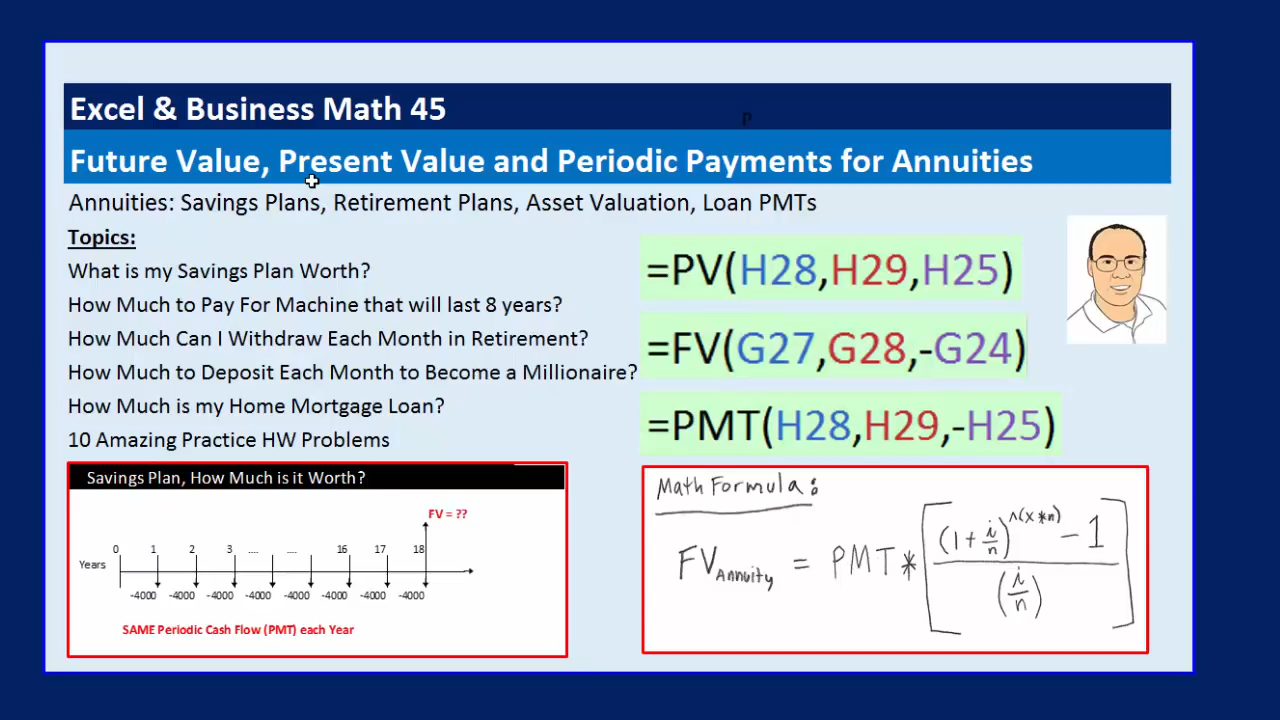 Excel & Business Math 45
p
Future Value, Present Value and Periodic Payments for Annuities
Annuities: Savings Plans, Retirement Plans, Asset Valuation, Loan PMTs
Topics:
What is my Savings Plan Worth?
How Much to Pay For Machine that will last 8 years?
How Much Can I Withdraw Each Month in Retirement?
How Much to Deposit Each Month to Become a Millionaire?
How Much is my Home Mortgage Loan?
10 Amazing Practice HW Problems
=PV(H28,H29,H25)
=FV(G27,G28,-G24)
=PMT(H28,H29,-H25)
Savings Plan, How Much is it Worth?
FV = ??
0 1 2 3 .... .... 16 17 18
Years
-4000 -4000 -4000 -4000 -4000 -4000 -4000 -4000
SAME Periodic Cash Flow (PMT) each Year
Math Formula:
FV Annuity = PMT * [ (1 + i/n)^(x*n) - 1 / (i/n) ]